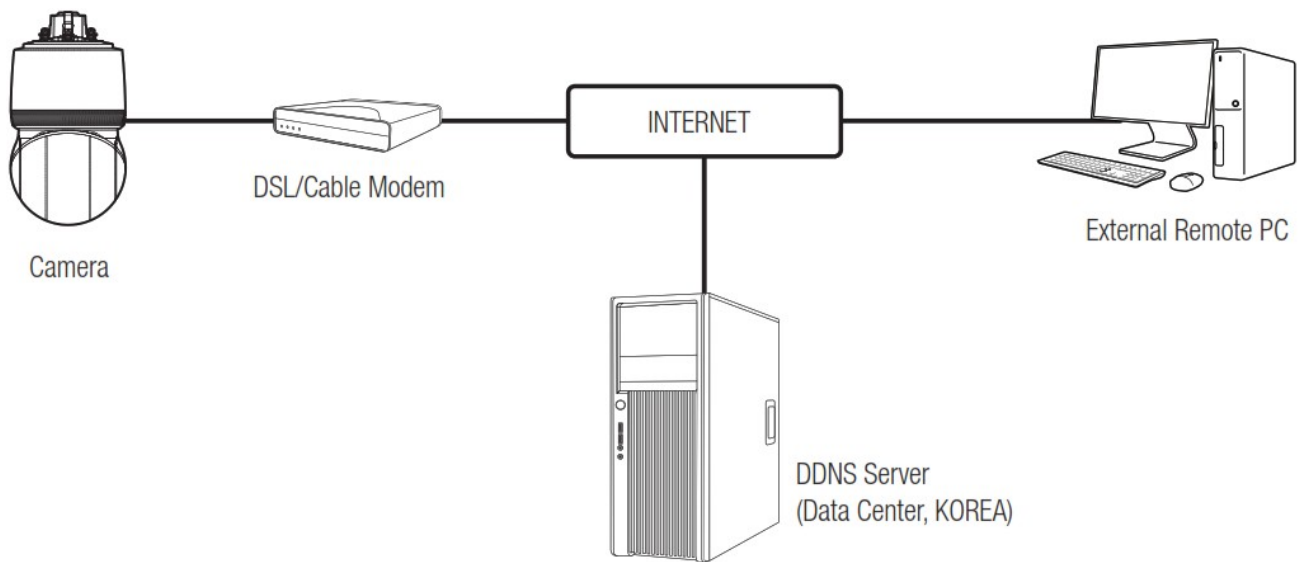 INTERNET
DSL/Cable Modem
External Remote PC
Camera
DDNS Server
(Data Center, KOREA)